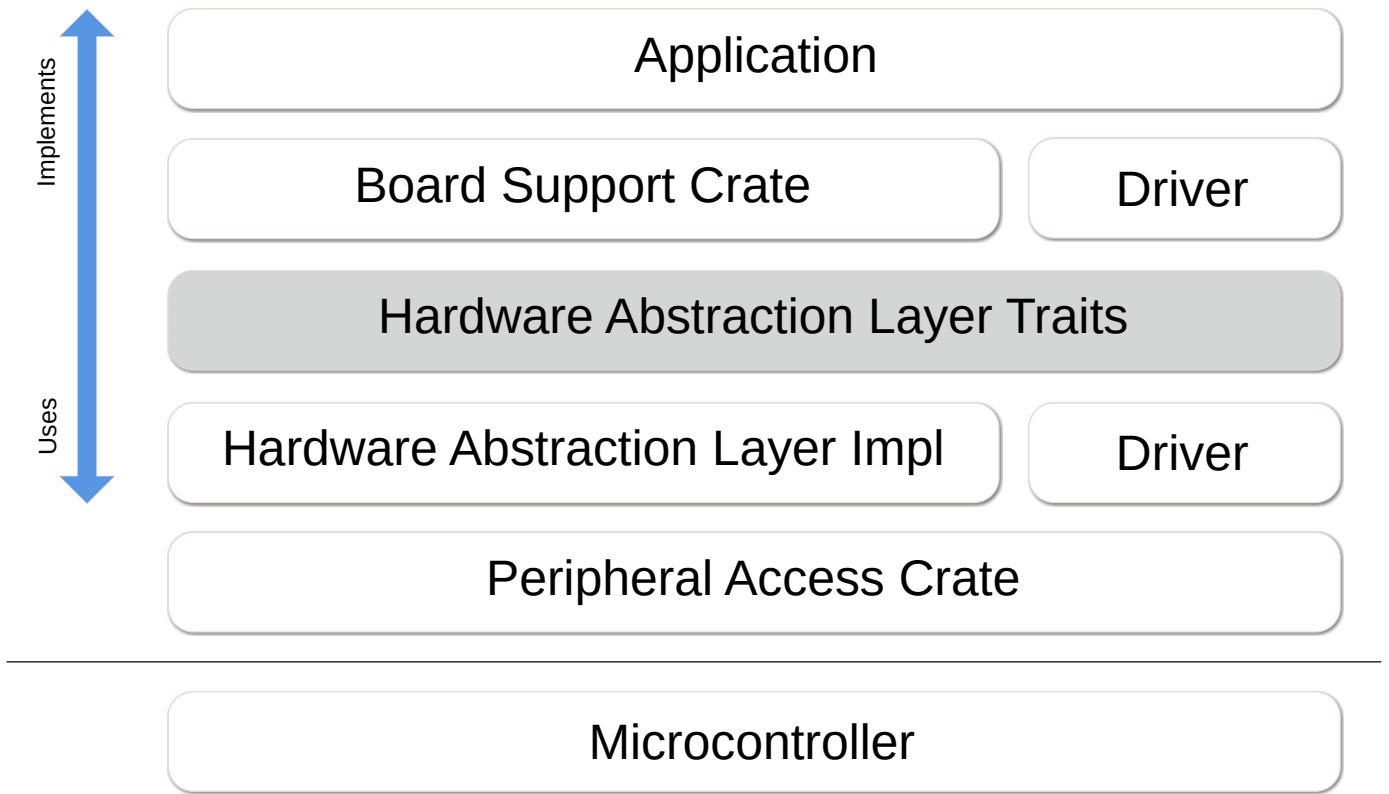 Implements
Uses
Application
Board Support Crate
Driver
Hardware Abstraction Layer Traits
Hardware Abstraction Layer Impl
Driver
Peripheral Access Crate
Microcontroller